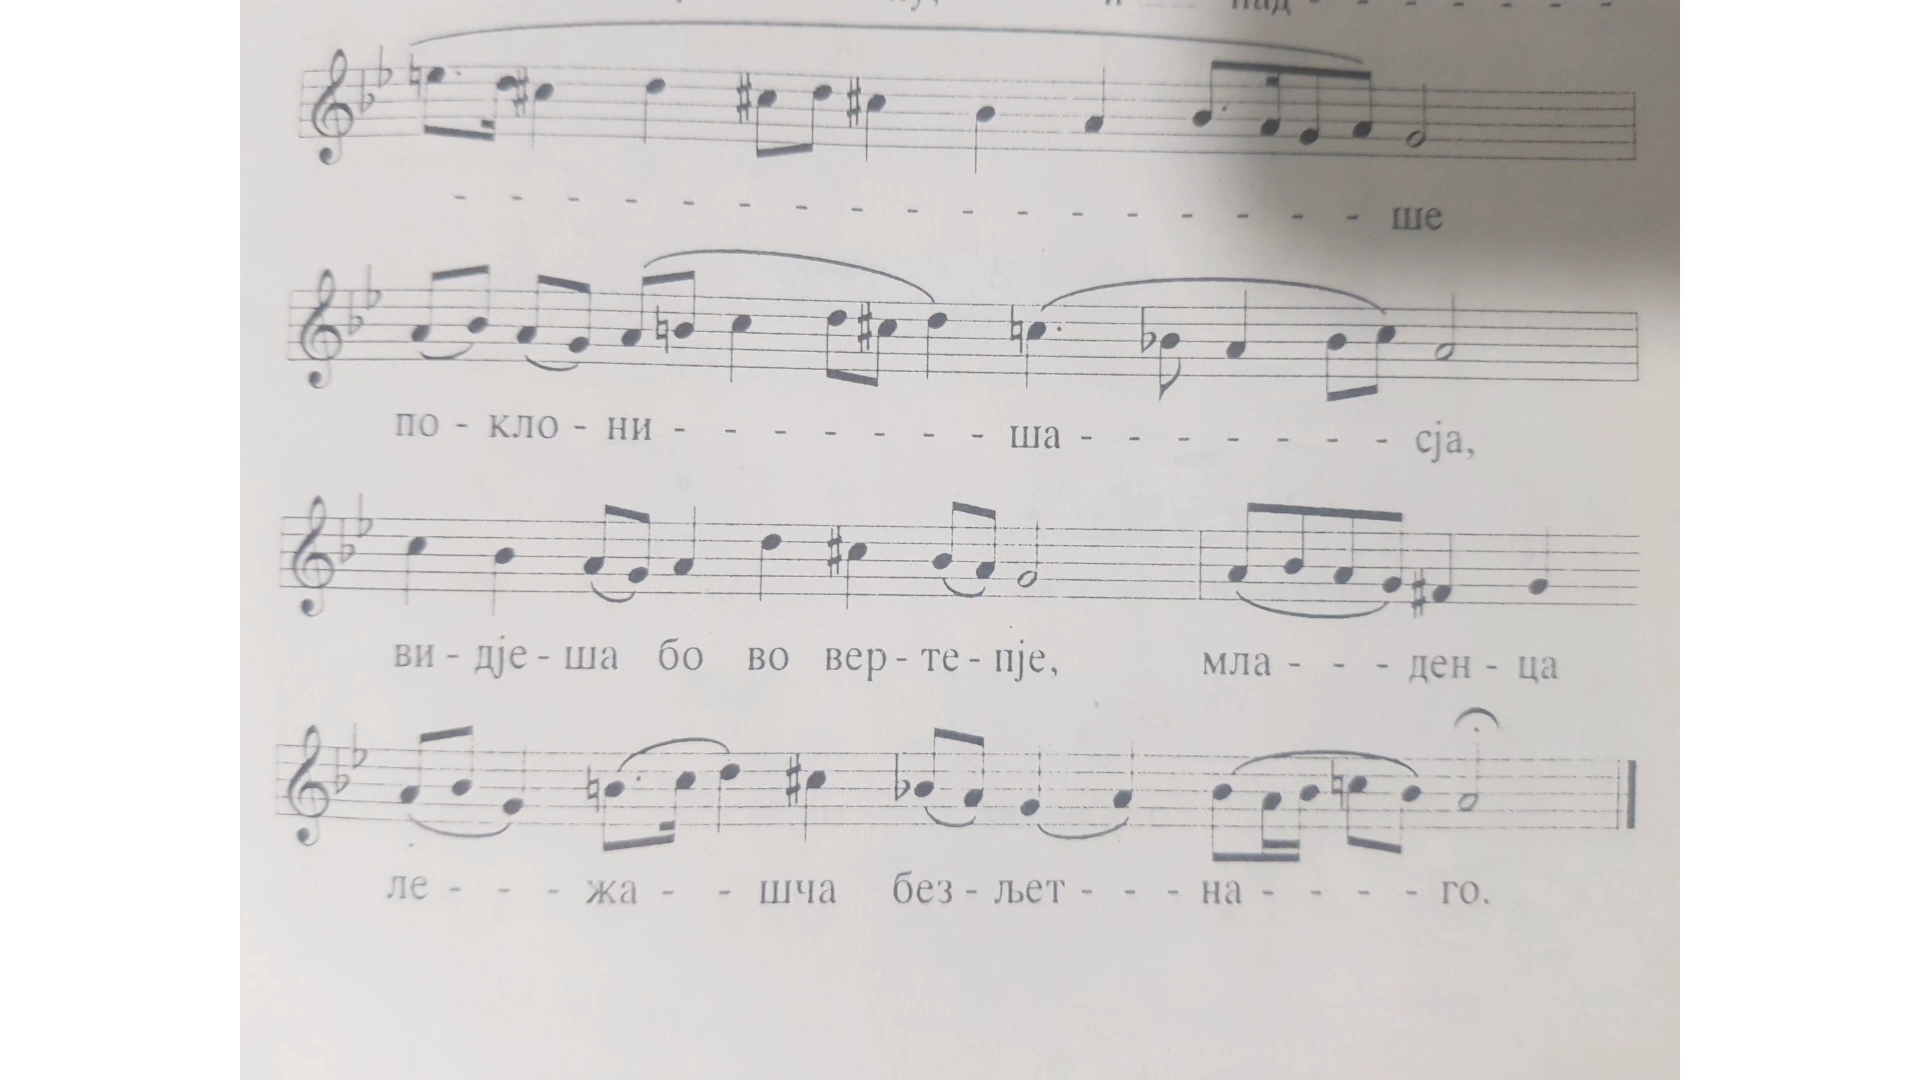 над - - - - - - -
- - - - - - - - - - - - - - - - - ше
по - кло - ни - - - - - - - ша - - - - - - - сја,
ви - дје - ша бо во вер - те - пје, мла - - - ден - ца
ле - - - жа - - шча без - љет - - - на - - - - го.